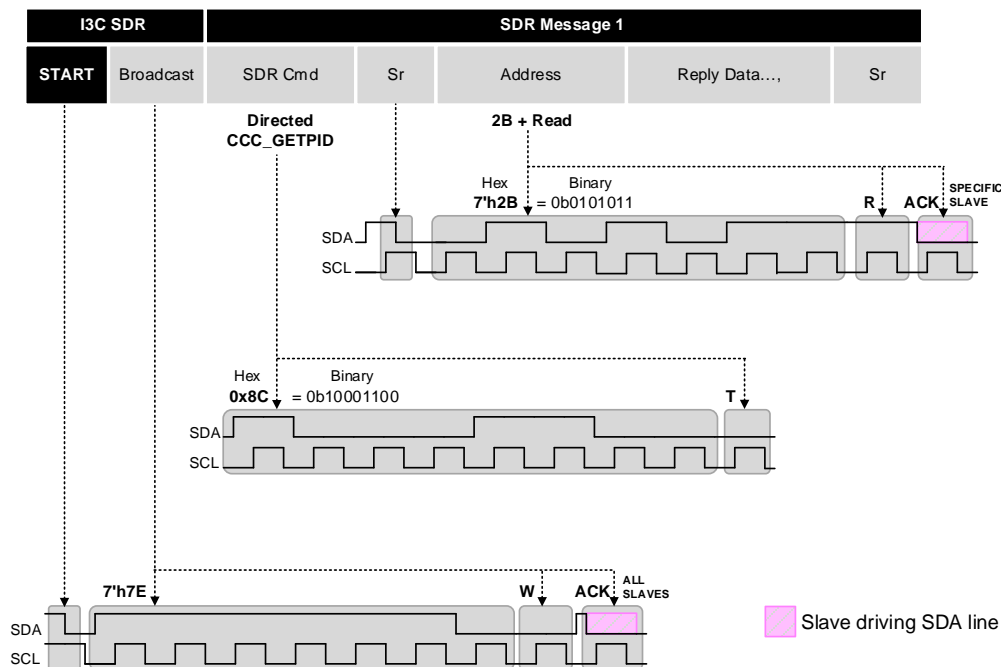 I3C SDR SDR Message 1
START Broadcast SDR Cmd Sr Address Reply Data..., Sr
Directed
CCC_GETPID
2B + Read
Hex Binary
7'h2B = 0b0101011
R ACK SPECIFIC
SLAVE
SDA
SCL
Hex Binary
0x8C = 0b10001100
T
SDA
SCL
7'h7E W ACK ALL
SLAVES
SDA
SCL
Slave driving SDA line